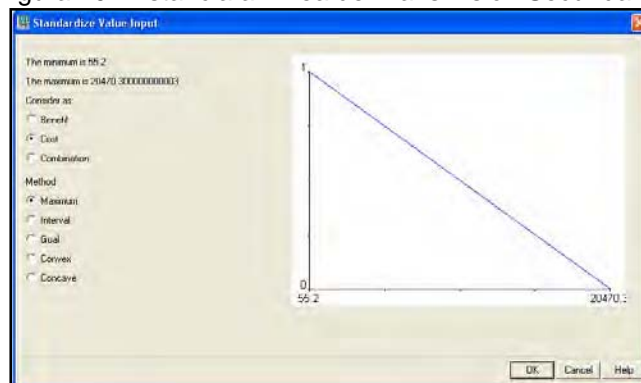 Standardize Value Input
The minimum is 55.2
The maximum is 20470.300000000003
Consider as:
Benefit
Cost
Combination
Method
Maximum
Interval
Goal
Convex
Concave
1
0
55.2
20470.3
OK
Cancel
Help